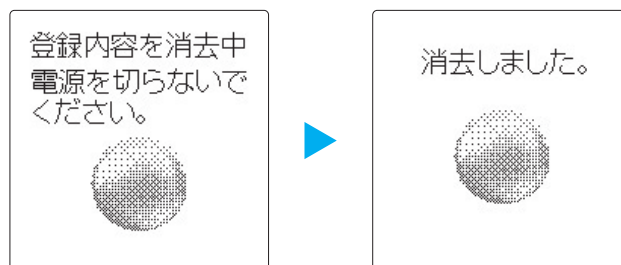 登録内容を消去中
電源を切らないで
ください。
消去しました。